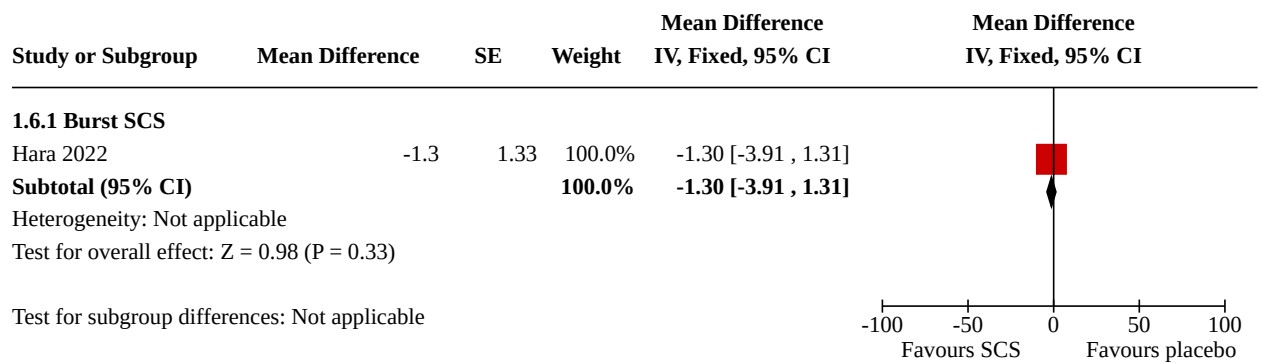 Mean Difference Mean Difference
Study or Subgroup Mean Difference SE Weight IV, Fixed, 95% CI IV, Fixed, 95% CI
1.6.1 Burst SCS
Hara 2022 -1.3 1.33 100.0% -1.30 [-3.91 , 1.31]
Subtotal (95% CI) 100.0% -1.30 [-3.91 , 1.31]
Heterogeneity: Not applicable
Test for overall effect: Z = 0.98 (P = 0.33)
Test for subgroup differences: Not applicable
-100 -50 0 50 100
Favours SCS Favours placebo